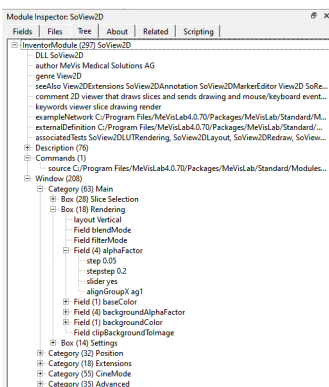 Module Inspector: SoView2D
Fields Files Tree About Related Scripting
InventorModule (297) SoView2D
DLL SoView2D
author MeVis Medical Solutions AG
genre View2D
seeAlso View2DExtensions SoView2DAnnotation SoView2DMarkerEditor View2D SoRe...
comment 2D viewer that draws slices and sends drawing and mouse/keyboard event...
keywords viewer slice drawing render
exampleNetwork C:/Program Files/MeVisLab4.0.70/Packages/MeVisLab/Standard/M...
externalDefinition C:/Program Files/MeVisLab4.0.70/Packages/MeVisLab/Standard/...
associatedTests SoView2DLUTRendering, SoView2DLayout, SoView2DRedraw, SoView...
Description (76)
Commands (1)
source C:/Program Files/MeVisLab4.0.70/Packages/MeVisLab/Standard/Modules...
Window (208)
Category (63) Main
Box (28) Slice Selection
Box (18) Rendering
layout Vertical
Field blendMode
Field filterMode
Field (4) alphaFactor
step 0.05
stepstep 0.2
slider yes
alignGroupX ag1
Field (1) baseColor
Field (4) backgroundAlphaFactor
Field (1) backgroundColor
Field clipBackgroundToImage
Box (14) Settings
Category (32) Position
Category (18) Extensions
Category (55) CineMode
Category (35) Advanced